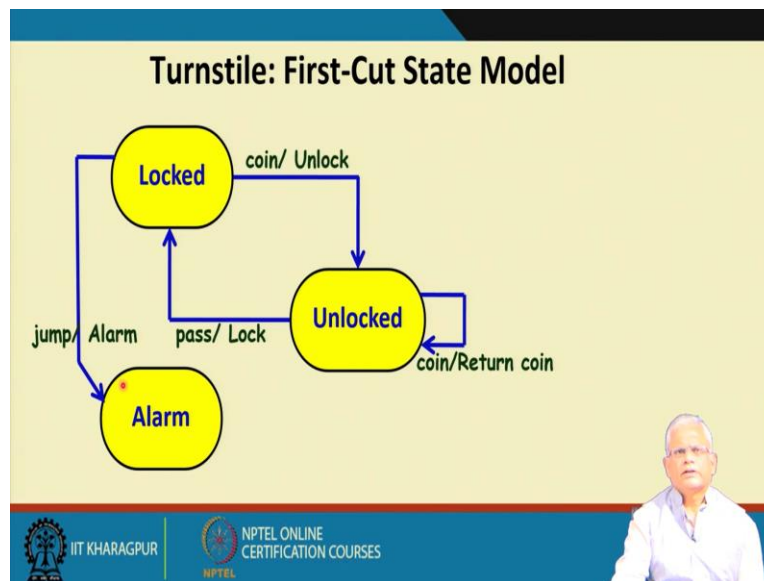 Turnstile: First-Cut State Model
Locked
coin/ Unlock
Unlocked
jump/ Alarm
pass/ Lock
coin/Return coin
Alarm
IIT KHARAGPUR
NPTEL
NPTEL ONLINE
CERTIFICATION COURSES